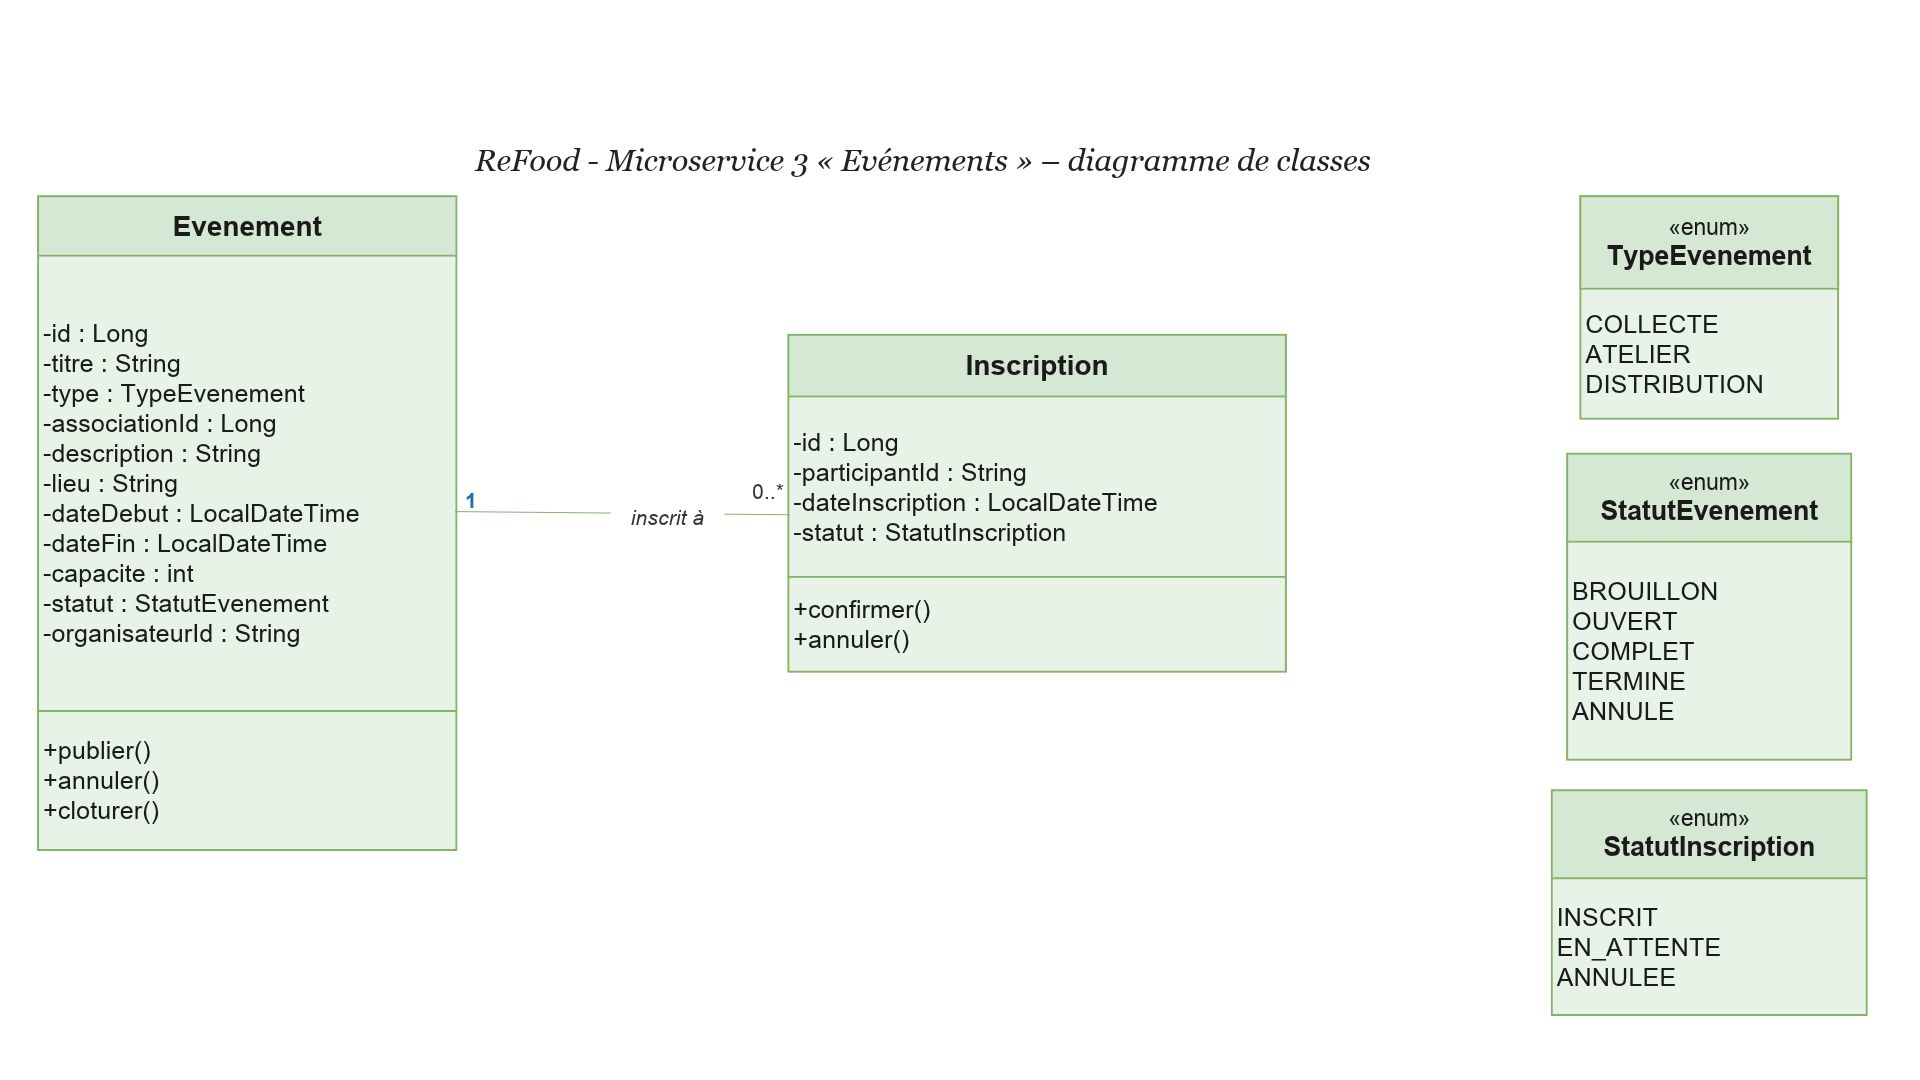 ReFood - Microservice 3 « Evénements » – diagramme de classes
Evenement
-id : Long
-titre : String
-type : TypeEvenement
-associationId : Long
-description : String
-lieu : String
-dateDebut : LocalDateTime
-dateFin : LocalDateTime
-capacite : int
-statut : StatutEvenement
-organisateurId : String
+publier()
+annuler()
+cloturer()
1
inscrit à
0..*
Inscription
-id : Long
-participantId : String
-dateInscription : LocalDateTime
-statut : StatutInscription
+confirmer()
+annuler()
«enum»
TypeEvenement
COLLECTE
ATELIER
DISTRIBUTION
«enum»
StatutEvenement
BROUILLON
OUVERT
COMPLET
TERMINE
ANNULE
«enum»
StatutInscription
INSCRIT
EN_ATTENTE
ANNULEE